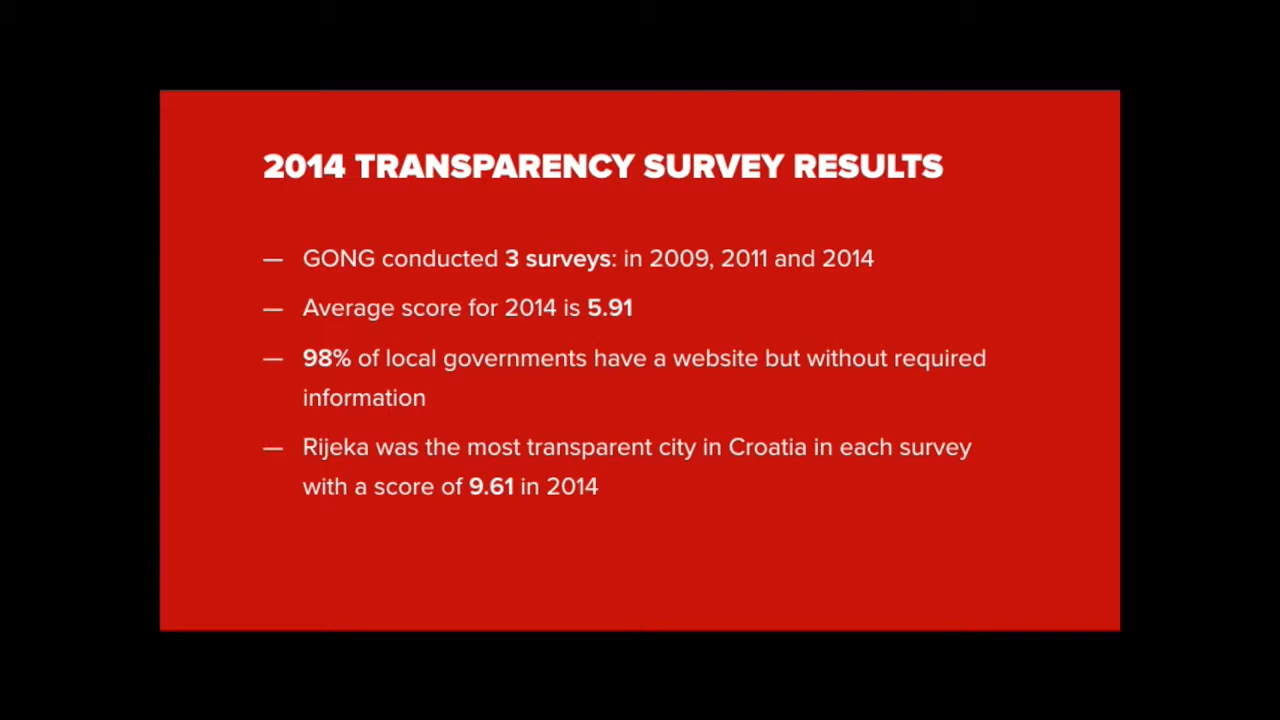 2014 TRANSPARENCY SURVEY RESULTS
— GONG conducted 3 surveys: in 2009, 2011 and 2014
— Average score for 2014 is 5.91
— 98% of local governments have a website but without required
information
— Rijeka was the most transparent city in Croatia in each survey
with a score of 9.61 in 2014